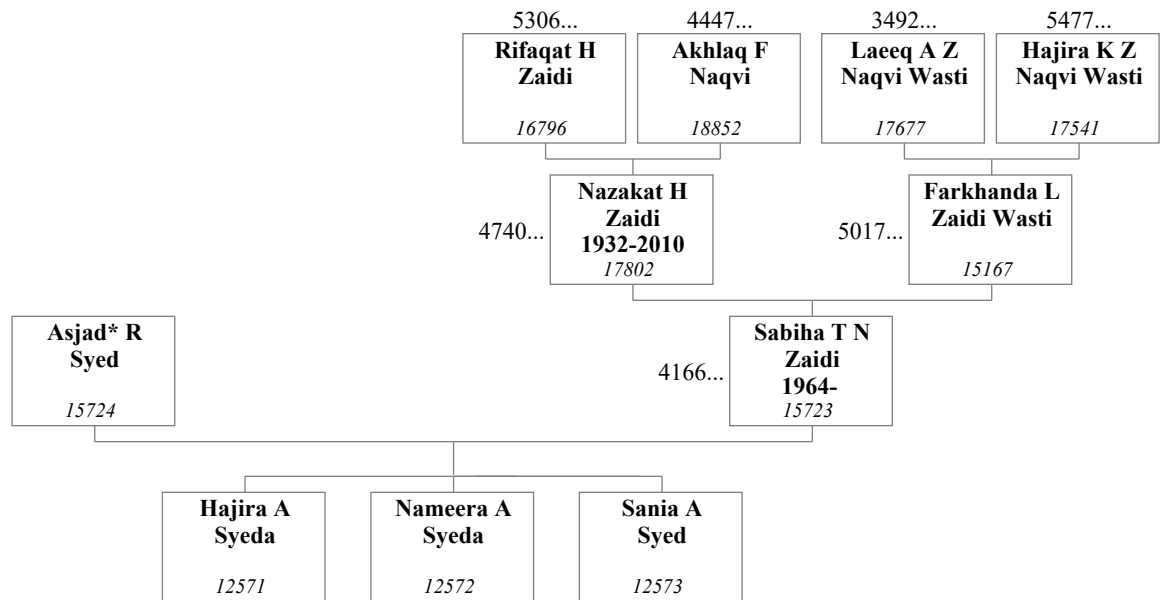 5306...
4447...
3492...
5477...
Rifaqat H
Zaidi
16796
Akhlaq F
Naqvi
18852
Laeeq A Z
Naqvi Wasti
17677
Hajira K Z
Naqvi Wasti
17541
4740...
Nazakat H
Zaidi
1932-2010
17802
5017...
Farkhanda L
Zaidi Wasti
15167
Asjad* R
Syed
15724
4166...
Sabiha T N
Zaidi
1964-
15723
Hajira A
Syeda
12571
Nameera A
Syeda
12572
Sania A
Syed
12573